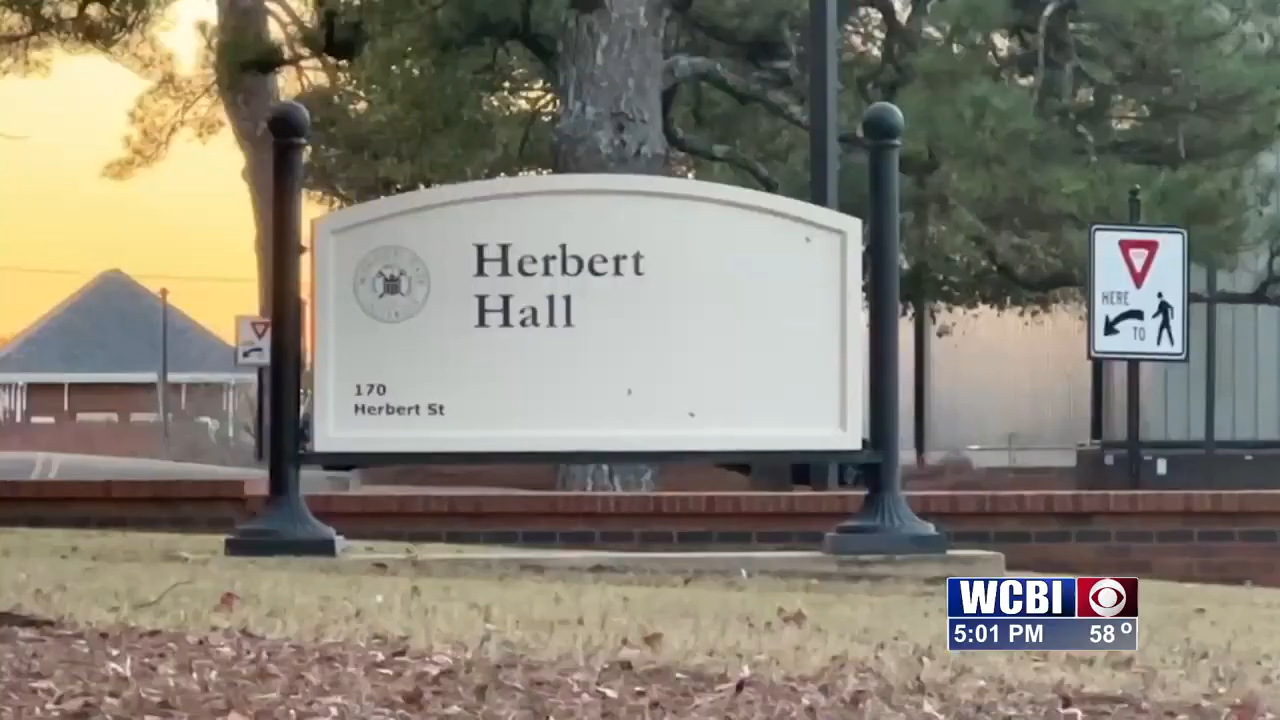 Herbert
Hall
170
Herbert St
HERE
TO
WCBI
5:01 PM 58°